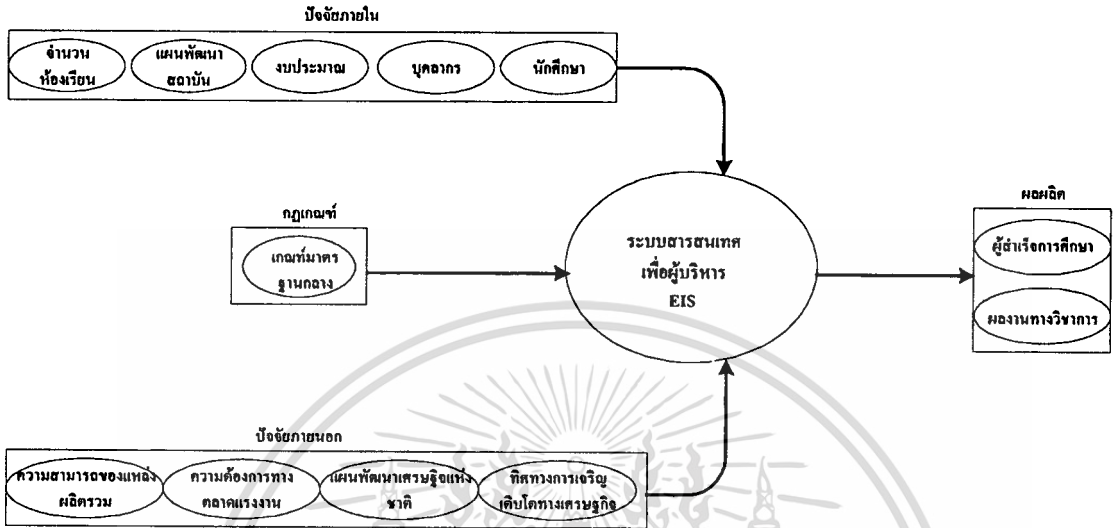 ปัจจัยภายใน
จำนวน
ห้องเรียน
แผนพัฒนา
สถาบัน
งบประมาณ
บุคลากร
นักศึกษา
กฎเกณฑ์
เกณฑ์มาตร
ฐานกลาง
ระบบสารสนเทศ
เพื่อผู้บริหาร
EIS
ผลผลิต
ผู้สำเร็จการศึกษา
ผลงานทางวิชาการ
ปัจจัยภายนอก
ความสามารถของแหล่ง
ผลิตรวม
ความต้องการทาง
ตลาดแรงงาน
แผนพัฒนาเศรษฐกิจแห่ง
ชาติ
ทิศทางการเจริญ
เติบโตทางเศรษฐกิจ